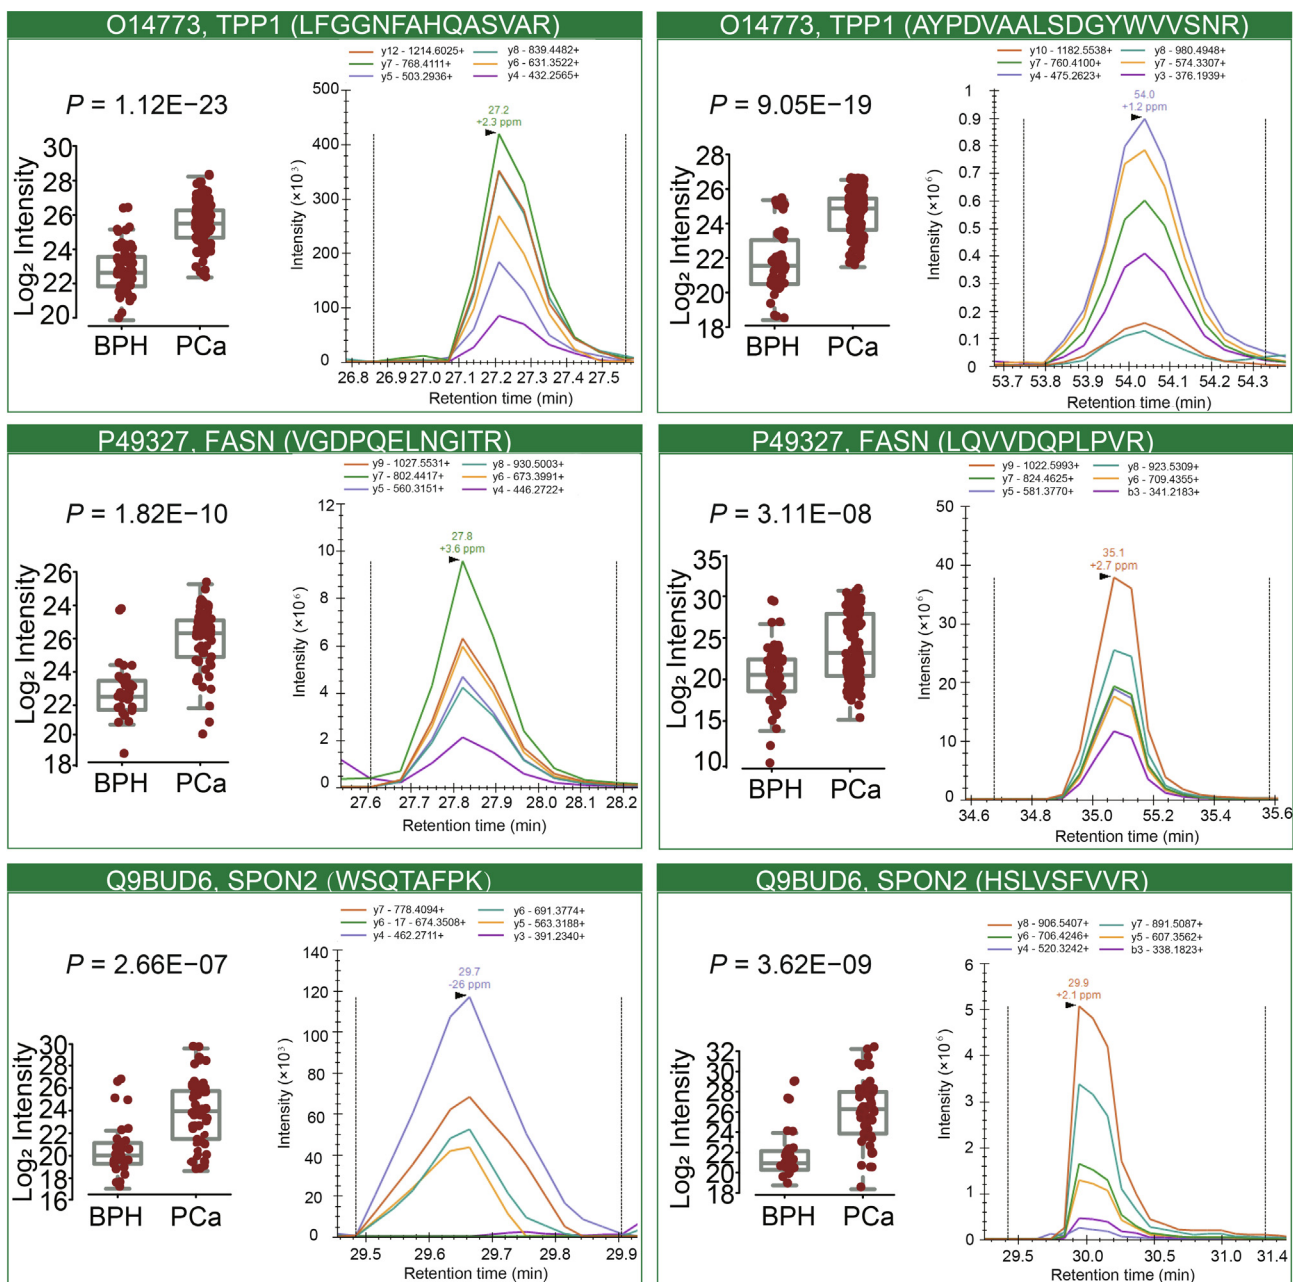 O14773, TPP1 (LFGGNFAHQASVAR)
y12 - 1214.6025+ y8 - 839.4482+
y7 - 768.4111+ y6 - 631.3522+
y5 - 503.2936+ y4 - 432.2565+
P = 1.12E−23
Log₂ Intensity
30
28
26
24
22
20
BPH PCa
Intensity (×10³)
500
400
300
200
100
0
27.2
+2.3 ppm
26.8 26.9 27.0 27.1 27.2 27.3 27.4 27.5
Retention time (min)
O14773, TPP1 (AYPDVAALSDGYWVVSNR)
y10 - 1182.5538+ y8 - 980.4948+
y7 - 760.4100+ y7 - 574.3307+
y4 - 475.2623+ y3 - 376.1939+
P = 9.05E−19
Log₂ Intensity
28
26
24
22
20
18
BPH PCa
Intensity (×10⁶)
1
0.9
0.8
0.7
0.6
0.5
0.4
0.3
0.2
0.1
0
54.0
+1.2 ppm
53.7 53.8 53.9 54.0 54.1 54.2 54.3
Retention time (min)
P49327, FASN (VGDPQELNGITR)
y9 - 1027.5531+ y8 - 930.5003+
y7 - 802.4417+ y6 - 673.3991+
y5 - 560.3151+ y4 - 446.2722+
P = 1.82E−10
Log₂ Intensity
26
24
26
24
22
20
18
BPH PCa
Intensity (×10⁶)
12
10
8
6
4
2
0
27.8
+3.6 ppm
27.6 27.7 27.8 27.9 28.0 28.1 28.2
Retention time (min)
P49327, FASN (LQVVDQPLPVR)
y9 - 1022.5993+ y8 - 923.5309+
y7 - 824.4625+ y6 - 709.4355+
y5 - 581.3770+ b3 - 341.2183+
P = 3.11E−08
Log₂ Intensity
35
30
25
20
15
10
BPH PCa
Intensity (×10⁶)
50
40
30
20
10
0
35.1
+2.7 ppm
34.6 34.8 35.0 55.2 35.4 35.6
Retention time (min)
Q9BUD6, SPON2 (WSQTAFPK)
y7 - 778.4094+ y6 - 691.3774+
y6 - 17 - 674.3508+ y5 - 563.3188+
y4 - 462.2711+ y3 - 391.2340+
P = 2.66E−07
Log₂ Intensity
30
28
26
24
22
20
18
16
BPH PCa
Intensity (×10³)
140
120
100
80
60
40
20
0
29.7
-26 ppm
29.5 29.6 29.7 29.8 29.9
Retention time (min)
Q9BUD6, SPON2 (HSLVSFVVR)
y8 - 906.5407+ y7 - 891.5087+
y6 - 706.4246+ y5 - 607.3562+
y4 - 520.3242+ b3 - 338.1823+
P = 3.62E−09
Log₂ Intensity
32
30
28
26
24
22
20
18
BPH PCa
Intensity (×10⁶)
6
5
4
3
2
1
0
29.9
+2.1 ppm
29.5 30.0 30.5 31.0 31.4
Retention time (min)